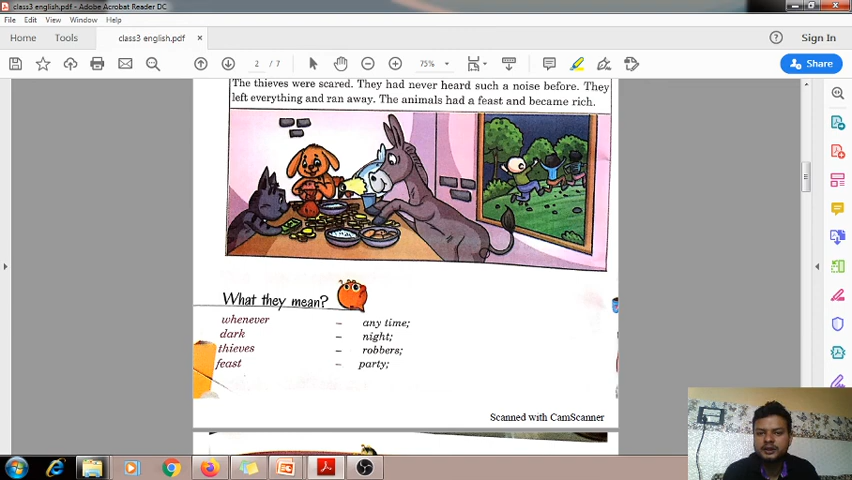 class3 english.pdf - Adobe Acrobat Reader DC
File Edit View Window Help
Home Tools class3 english.pdf × Sign In
2 / 7 75% Share
The thieves were scared. They had never heard such a noise before. They
left everything and ran away. The animals had a feast and became rich.
What they mean?
whenever – any time;
dark – night;
thieves – robbers;
feast – party;
Scanned with CamScanner